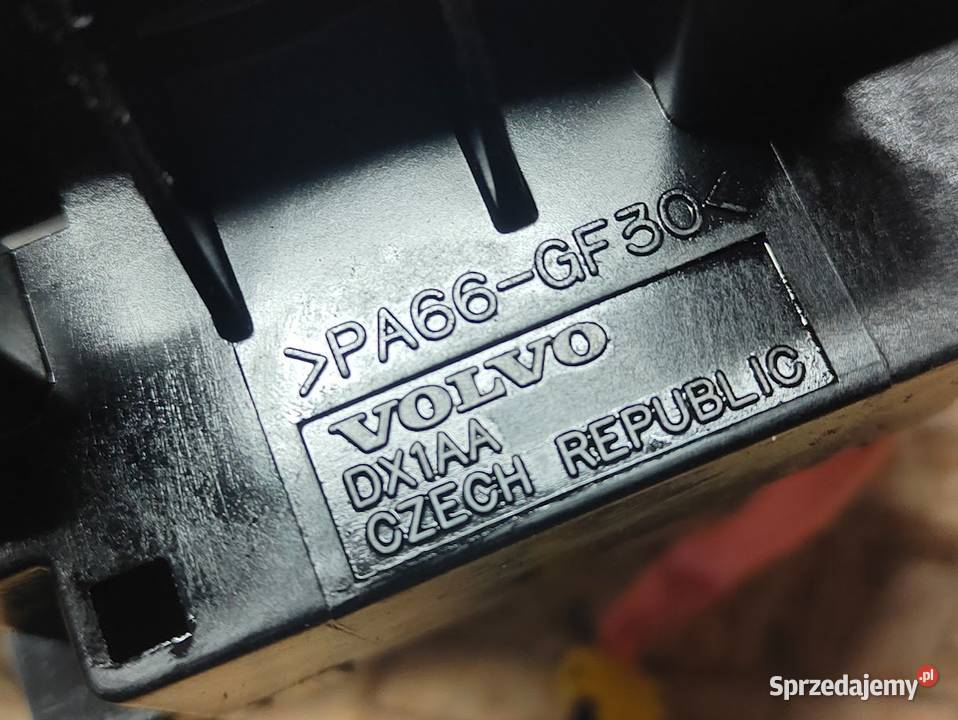 >PA66-GF30<
VOLVO
DX1AA
CZECH REPUBLIC
Sprzedajemy.pl